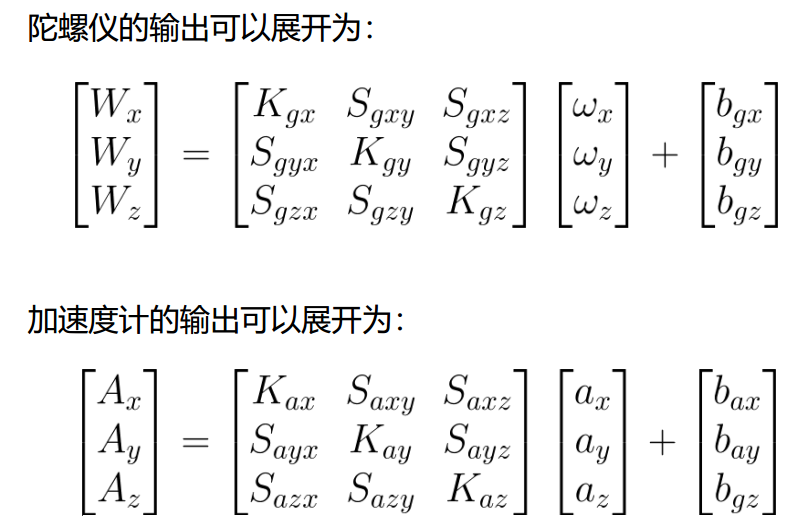 陀螺仪的输出可以展开为：
\begin{bmatrix} W_x \\ W_y \\ W_z \end{bmatrix} = \begin{bmatrix} K_{gx} & S_{gxy} & S_{gxz} \\ S_{gyx} & K_{gy} & S_{gyz} \\ S_{gzx} & S_{gzy} & K_{gz} \end{bmatrix} \begin{bmatrix} \omega_x \\ \omega_y \\ \omega_z \end{bmatrix} + \begin{bmatrix} b_{gx} \\ b_{gy} \\ b_{gz} \end{bmatrix}
加速度计的输出可以展开为：
\begin{bmatrix} A_x \\ A_y \\ A_z \end{bmatrix} = \begin{bmatrix} K_{ax} & S_{axy} & S_{axz} \\ S_{ayx} & K_{ay} & S_{ayz} \\ S_{azx} & S_{azy} & K_{az} \end{bmatrix} \begin{bmatrix} a_x \\ a_y \\ a_z \end{bmatrix} + \begin{bmatrix} b_{ax} \\ b_{ay} \\ b_{gz} \end{bmatrix}